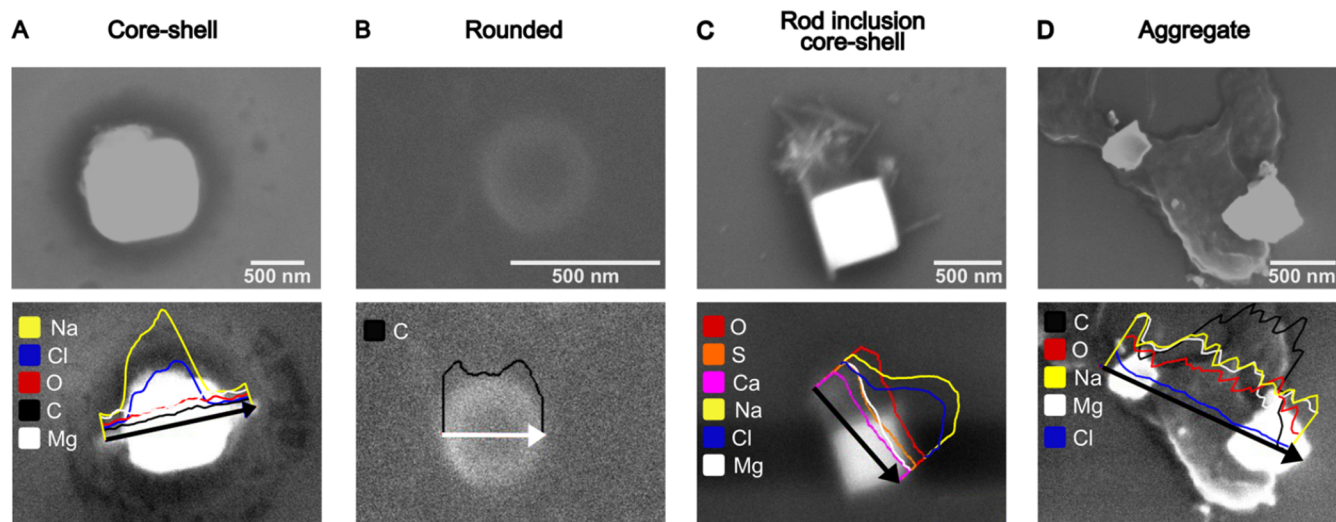 A Core-shell
B Rounded
C Rod inclusion
core-shell
D Aggregate
500 nm
500 nm
500 nm
500 nm
Na
Cl
O
C
Mg
C
O
S
Ca
Na
Cl
Mg
C
O
Na
Mg
Cl